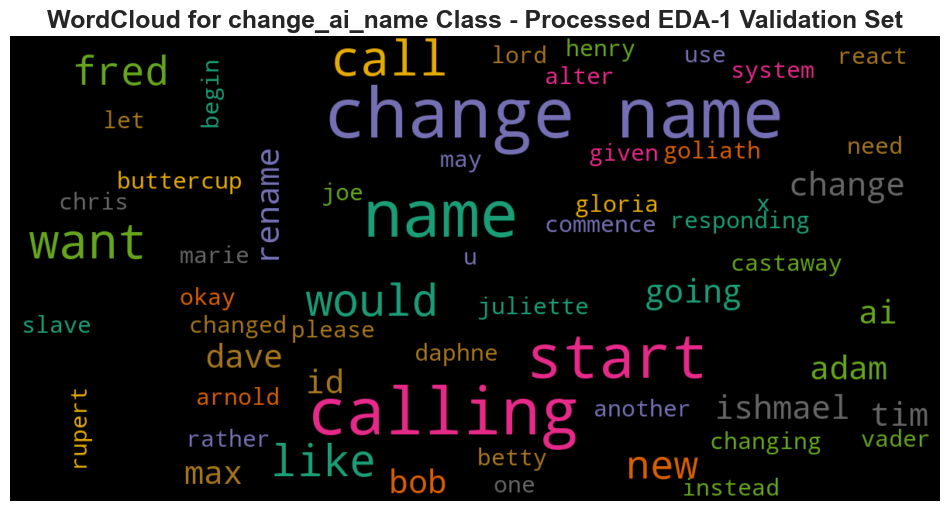 WordCloud for change_ai_name Class - Processed EDA-1 Validation Set
fred
begin
call
lord
henry
use
react
alter
system
let
change name
may
given
goliath
need
buttercup
chris
rename
joe
name
gloria
x
change
commence
responding
want
marie
u
castaway
okay
would
juliette
going
ai
slave
changed
please
dave
daphne
start
adam
id
arnold
calling
another
ishmael
tim
rupert
rather
like
changing
vader
max
bob
betty
one
new
instead